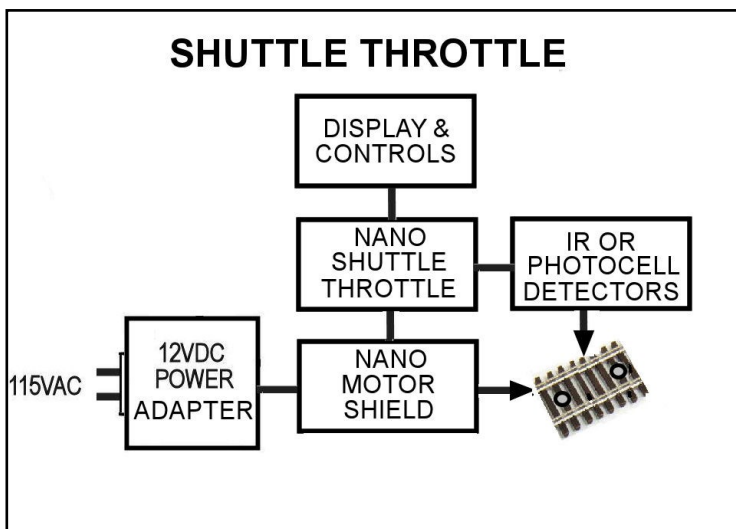 SHUTTLE THROTTLE
DISPLAY &
CONTROLS
NANO
SHUTTLE
THROTTLE
IR OR
PHOTOCELL
DETECTORS
115VAC
12VDC
POWER
ADAPTER
NANO
MOTOR
SHIELD